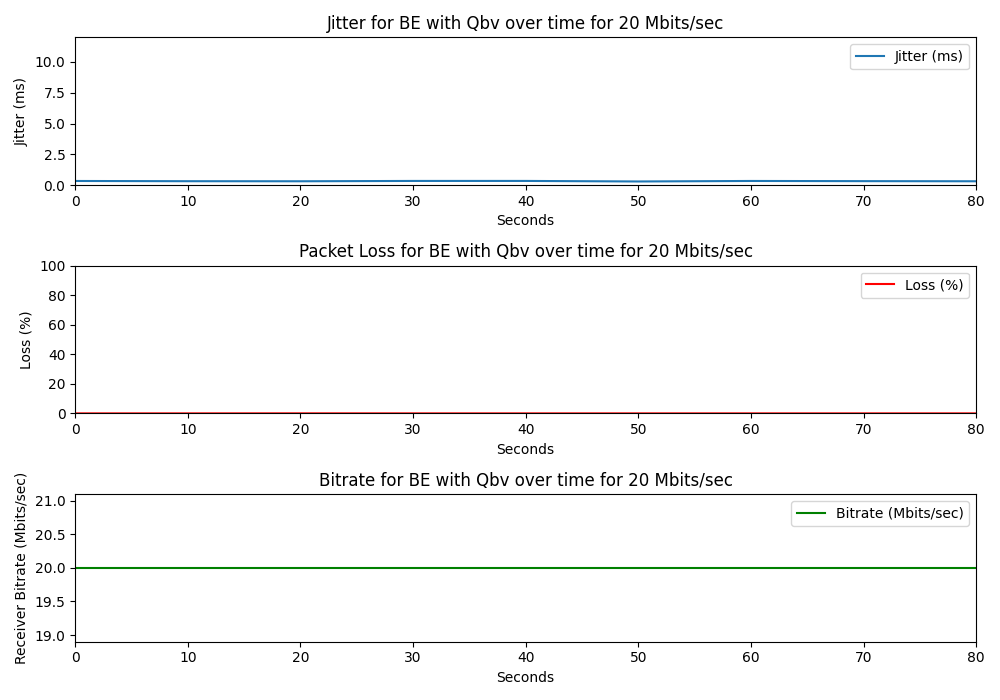 Jitter for BE with Qbv over time for 20 Mbits/sec
Jitter (ms)
10.0
7.5
5.0
2.5
0.0
Jitter (ms)
0 10 20 30 40 50 60 70 80
Seconds
Packet Loss for BE with Qbv over time for 20 Mbits/sec
Loss (%)
100
80
60
40
20
0
Loss (%)
0 10 20 30 40 50 60 70 80
Seconds
Bitrate for BE with Qbv over time for 20 Mbits/sec
Receiver Bitrate (Mbits/sec)
21.0
20.5
20.0
19.5
19.0
Bitrate (Mbits/sec)
0 10 20 30 40 50 60 70 80
Seconds